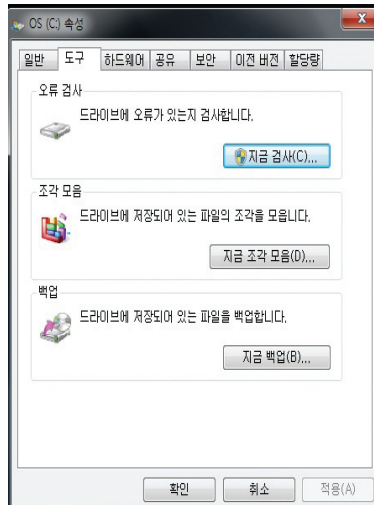 OS (C:) 속성
일반 도구 하드웨어 공유 보안 이전 버전 할당량
오류 검사
드라이브에 오류가 있는지 검사합니다.
지금 검사(C)...
조각 모음
드라이브에 저장되어 있는 파일의 조각을 모읍니다.
지금 조각 모음(D)...
백업
드라이브에 저장되어 있는 파일을 백업합니다.
지금 백업(B)...
확인 취소 적용(A)